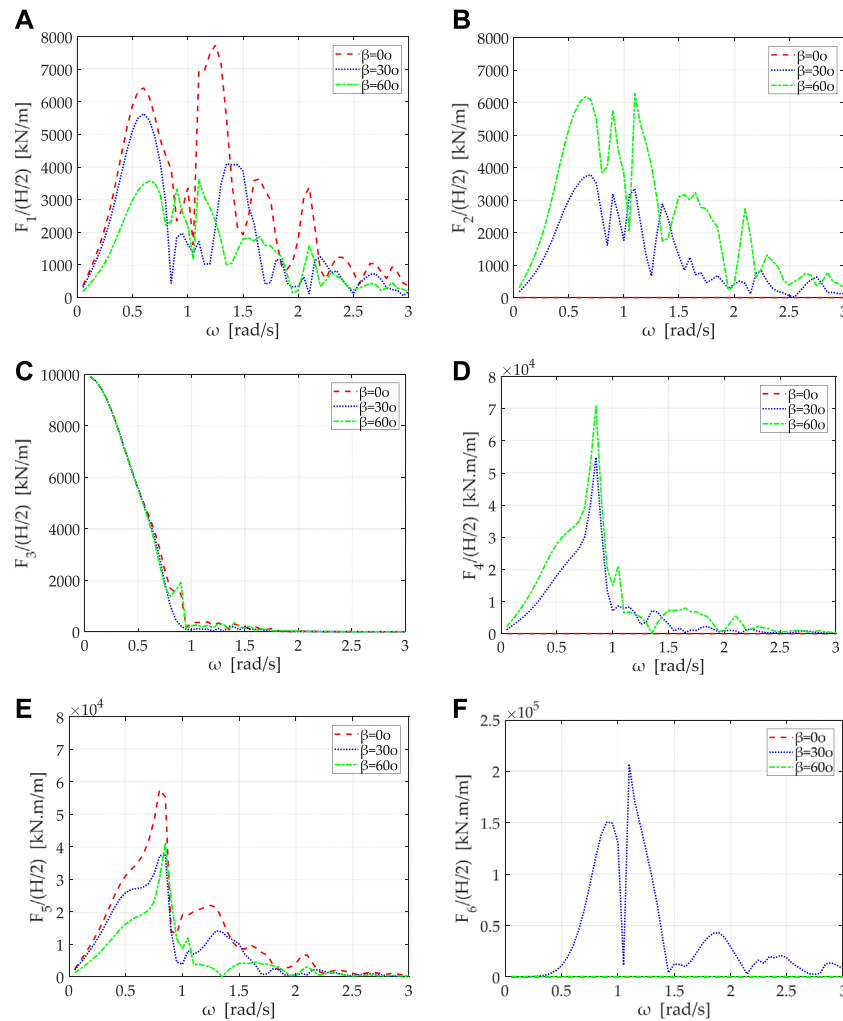 A
8000
7000
6000
5000
4000
3000
2000
1000
0
F1/(H/2) [kN/m]
β=0o
β=30o
β=60o
0 0.5 1 1.5 2 2.5 3
ω [rad/s]
B
8000
7000
6000
5000
4000
3000
2000
1000
0
F2/(H/2) [kN/m]
β=0o
β=30o
β=60o
0 0.5 1 1.5 2 2.5 3
ω [rad/s]
C
10000
8000
6000
4000
2000
0
F3/(H/2) [kN/m]
β=0o
β=30o
β=60o
0 0.5 1 1.5 2 2.5 3
ω [rad/s]
D
×10^4
8
7
6
5
4
3
2
1
0
F4/(H/2) [kN.m/m]
β=0o
β=30o
β=60o
0 0.5 1 1.5 2 2.5 3
ω [rad/s]
E
×10^4
8
7
6
5
4
3
2
1
0
F5/(H/2) [kN.m/m]
β=0o
β=30o
β=60o
0 0.5 1 1.5 2 2.5 3
ω [rad/s]
F
×10^5
2.5
2
1.5
1
0.5
0
F6/(H/2) [kN.m/m]
β=0o
β=30o
β=60o
0 0.5 1 1.5 2 2.5 3
ω [rad/s]